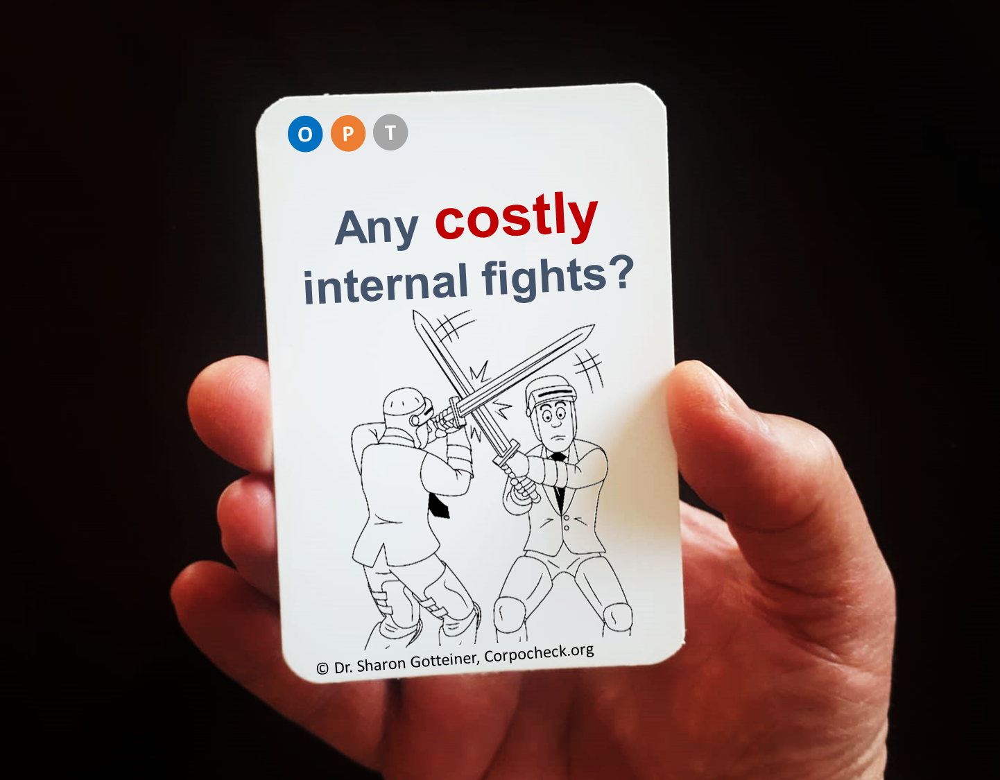 O P T
Any costly
internal fights?
© Dr. Sharon Gotteiner, Corpocheck.org